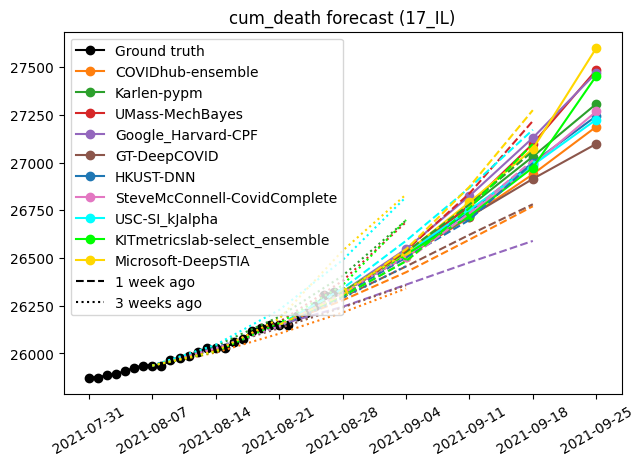 cum_death forecast (17_IL)
27500
27250
27000
26750
26500
26250
26000
Ground truth
COVIDhub-ensemble
Karlen-pypm
UMass-MechBayes
Google_Harvard-CPF
GT-DeepCOVID
HKUST-DNN
SteveMcConnell-CovidComplete
USC-SI_kJalpha
KITmetricslab-select_ensemble
Microsoft-DeepSTIA
1 week ago
3 weeks ago
2021-07-31
2021-08-07
2021-08-14
2021-08-21
2021-08-28
2021-09-04
2021-09-11
2021-09-18
2021-09-25